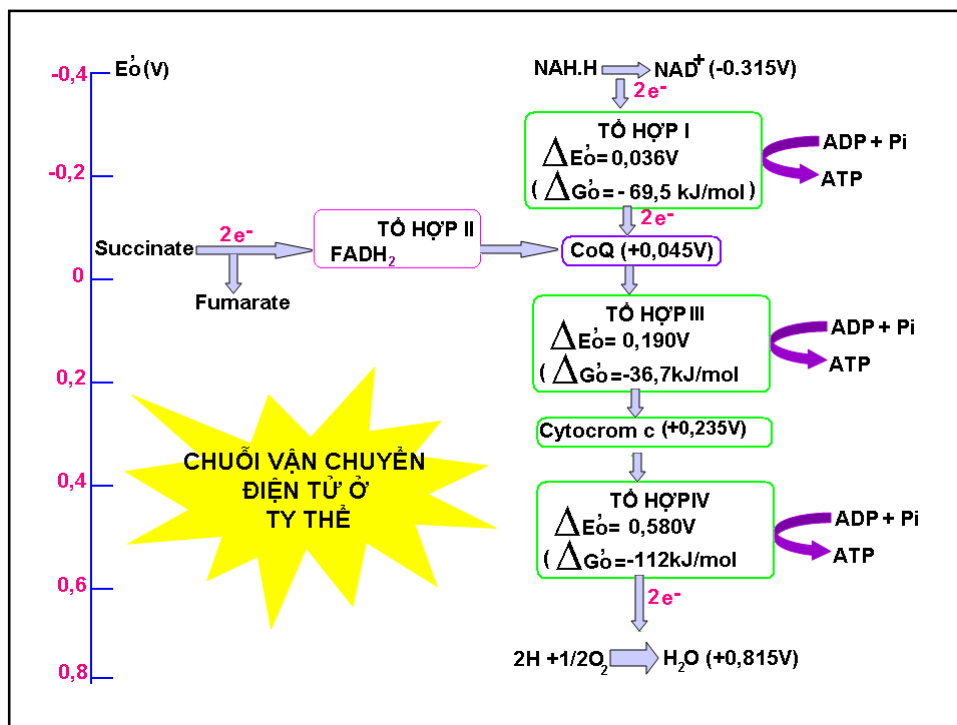 -0,4
E'o (V)
-0,2
0
0,2
0,4
0,6
0,8
NAH.H NAD+ (-0.315V)
2e-
TỔ HỢP I
ΔE'o= 0,036V
( ΔG'o= - 69,5 kJ/mol )
ADP + Pi
ATP
2e-
Succinate
2e-
TỔ HỢP II
FADH2
CoQ (+0,045V)
Fumarate
TỔ HỢP III
ΔE'o= 0,190V
( ΔG'o= -36,7kJ/mol
ADP + Pi
ATP
Cytocrom c (+0,235V)
CHUỖI VẬN CHUYỂN
ĐIỆN TỬ Ở
TY THỂ
TỔ HỢP IV
ΔE'o= 0,580V
( ΔG'o= -112kJ/mol
ADP + Pi
ATP
2e-
2H +1/2O2 H2O (+0,815V)